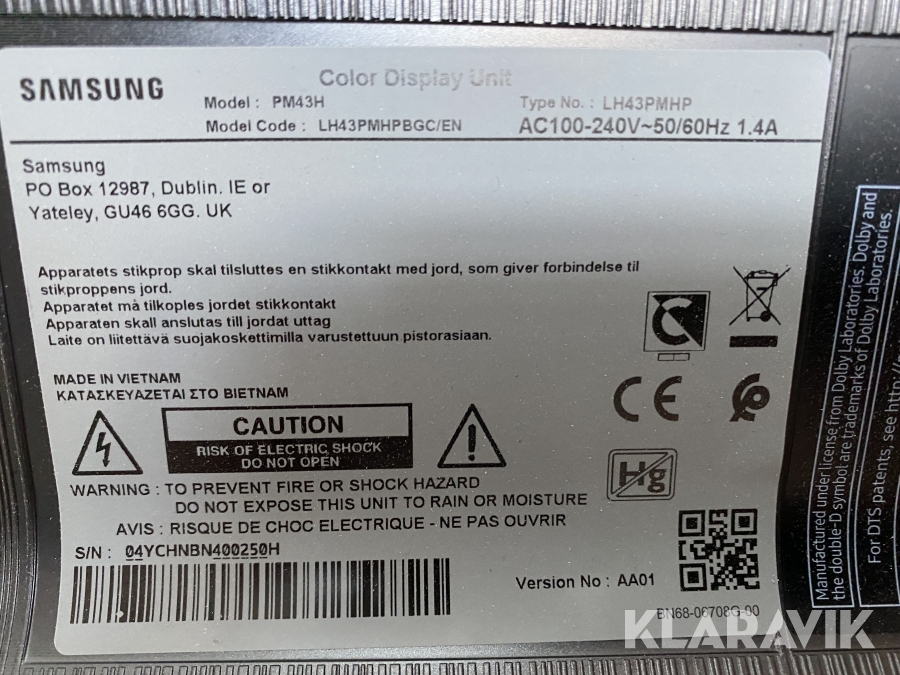 SAMSUNG
Color Display Unit
Model : PM43H
Type No. : LH43PMHP
Model Code : LH43PMHPBGC/EN
AC100-240V~50/60Hz 1.4A
Samsung
PO Box 12987, Dublin. IE or
Yateley, GU46 6GG. UK
Apparatets stikprop skal tilsluttes en stikkontakt med jord, som giver forbindelse til
stikproppens jord.
Apparatet må tilkoples jordet stikkontakt
Apparaten skall anslutas till jordat uttag
Laite on liitettävä suojakoskettimilla varustettuun pistorasiaan.
MADE IN VIETNAM
ΚΑΤΑΣΚΕΥΑΖΕΤΑΙ ΣΤΟ ΒΙΕΤΝΑΜ
CAUTION
RISK OF ELECTRIC SHOCK
DO NOT OPEN
CE
Hg
WARNING : TO PREVENT FIRE OR SHOCK HAZARD
DO NOT EXPOSE THIS UNIT TO RAIN OR MOISTURE
AVIS : RISQUE DE CHOC ELECTRIQUE - NE PAS OUVRIR
S/N : 04YCHNBN400250H
Version No : AA01
BN68-06708G-00
Manufactured under license from Dolby Laboratories. Dolby and
the double-D symbol are trademarks of Dolby Laboratories.
For DTS patents, see http://
KLARAVIK